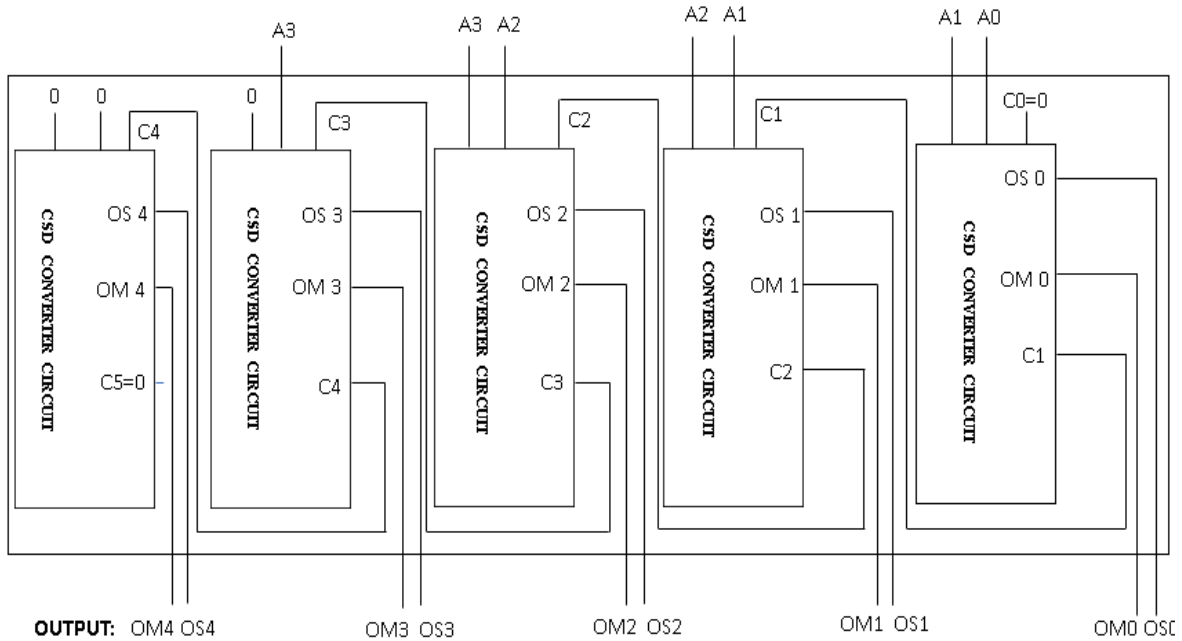 A3
A3 A2
A2 A1
A1 A0
0 0
C4
0
C3
C2
C1
C0=0
CSD CONVERTER CIRCUIT
OS 4
OM 4
C5=0
CSD CONVERTER CIRCUIT
OS 3
OM 3
C4
CSD CONVERTER CIRCUIT
OS 2
OM 2
C3
CSD CONVERTER CIRCUIT
OS 1
OM 1
C2
CSD CONVERTER CIRCUIT
OS 0
OM 0
C1
OUTPUT: OM4 OS4 OM3 OS3 OM2 OS2 OM1 OS1 OM0 OS0